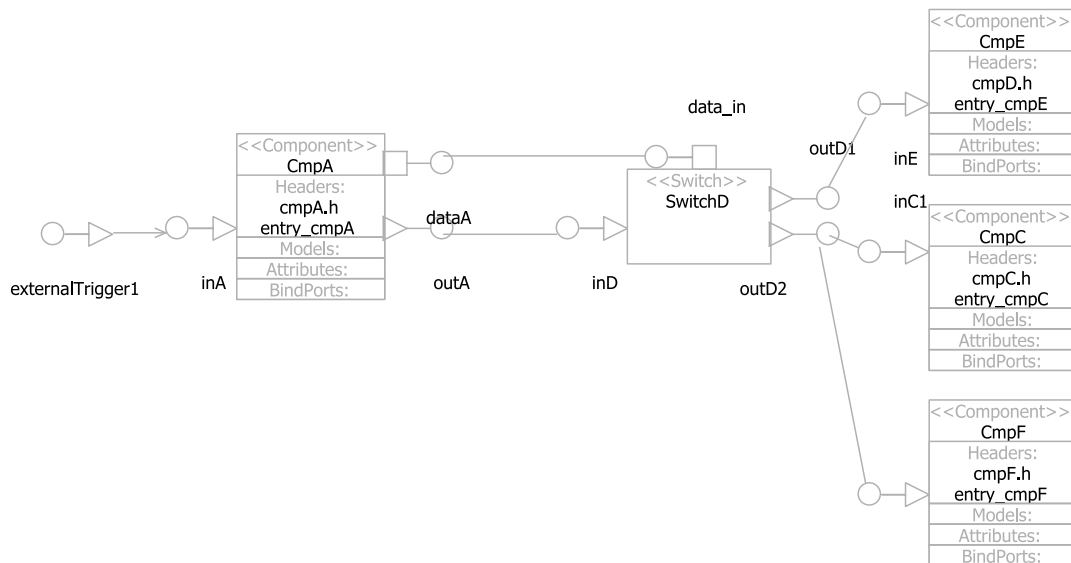 <<Component>>
CmpE
Headers:
cmpD.h
entry_cmpE
Models:
Attributes:
BindPorts:
data_in
outD1
inE
<<Component>>
CmpA
Headers:
cmpA.h
entry_cmpA
Models:
Attributes:
BindPorts:
<<Switch>>
SwitchD
dataA
inC1
externalTrigger1
inA
outA
inD
outD2
<<Component>>
CmpC
Headers:
cmpC.h
entry_cmpC
Models:
Attributes:
BindPorts:
<<Component>>
CmpF
Headers:
cmpF.h
entry_cmpF
Models:
Attributes:
BindPorts: